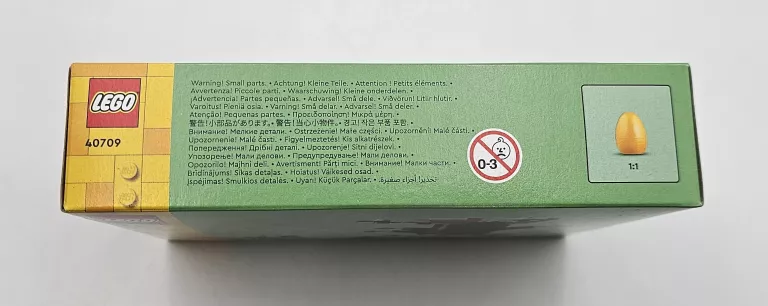 LEGO
40709
Warning! Small parts. • Achtung! Kleine Teile. • Attention ! Petits éléments. •
Avvertenza! Piccole parti. • Waarschuwing! Kleine onderdelen. •
¡Advertencia! Partes pequeñas. • Advarsel! Små dele. • Viðvörun! Litlir hlutir. •
Varoitus! Pieniä osia. • Varning! Små delar. • Advarsel! Små deler. •
Atenção! Pequenas partes. • Προειδοποίηση! Μικρά μέρη. •
警告! 小部品があります。• 警告! 当心小物件。• 경고! 작은 부품 포함. •
Внимание! Мелкие детали. • Ostrzeżenie! Małe części. • Upozornění! Malé části. •
Upozornenie! Malé časti. • Figyelmeztetés! Kis alkatrészek. •
Попередження! Дрібні деталі. • Upozorenje! Sitni dijelovi. •
Упозорење! Мали делови. • Предупредување! Мали делови. •
Opozorilo! Majhni deli. • Avertisment! Părți mici. • Внимание! Малки части. •
Brīdinājums! Sīkas detaļas. • Hoiatus! Väikesed osad. •
Įspėjimas! Smulkios detalės. • Uyarı! Küçük Parçalar. • تحذير! أجزاء صغيرة.
0-3
1:1